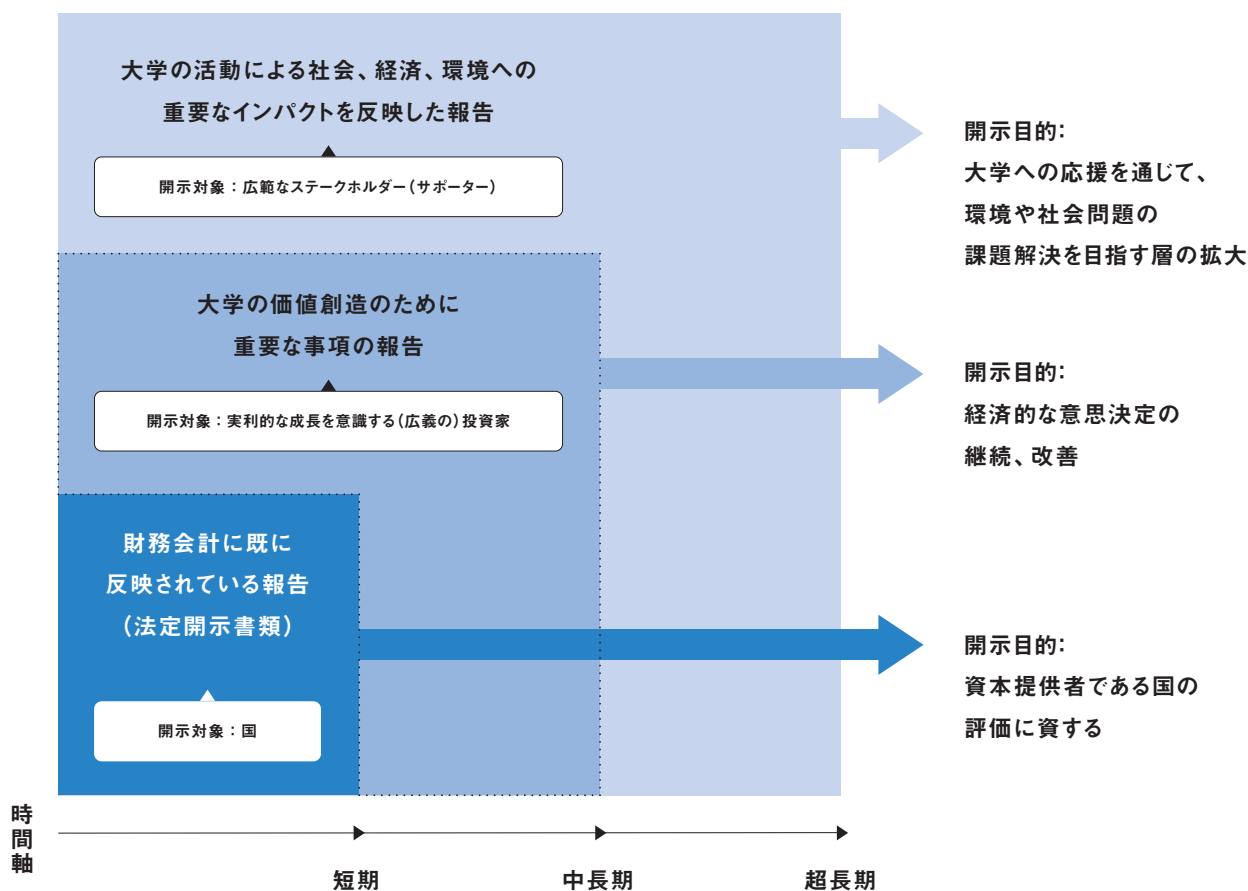 大学の活動による社会、経済、環境への
重要なインパクトを反映した報告
開示対象：広範なステークホルダー（サポーター）
開示目的：
大学への応援を通じて、
環境や社会問題の
課題解決を目指す層の拡大
大学の価値創造のために
重要な事項の報告
開示対象：実利的な成長を意識する（広義の）投資家
開示目的：
経済的な意思決定の
継続、改善
財務会計に既に
反映されている報告
（法定開示書類）
開示対象：国
開示目的：
資本提供者である国の
評価に資する
時間軸
短期
中長期
超長期